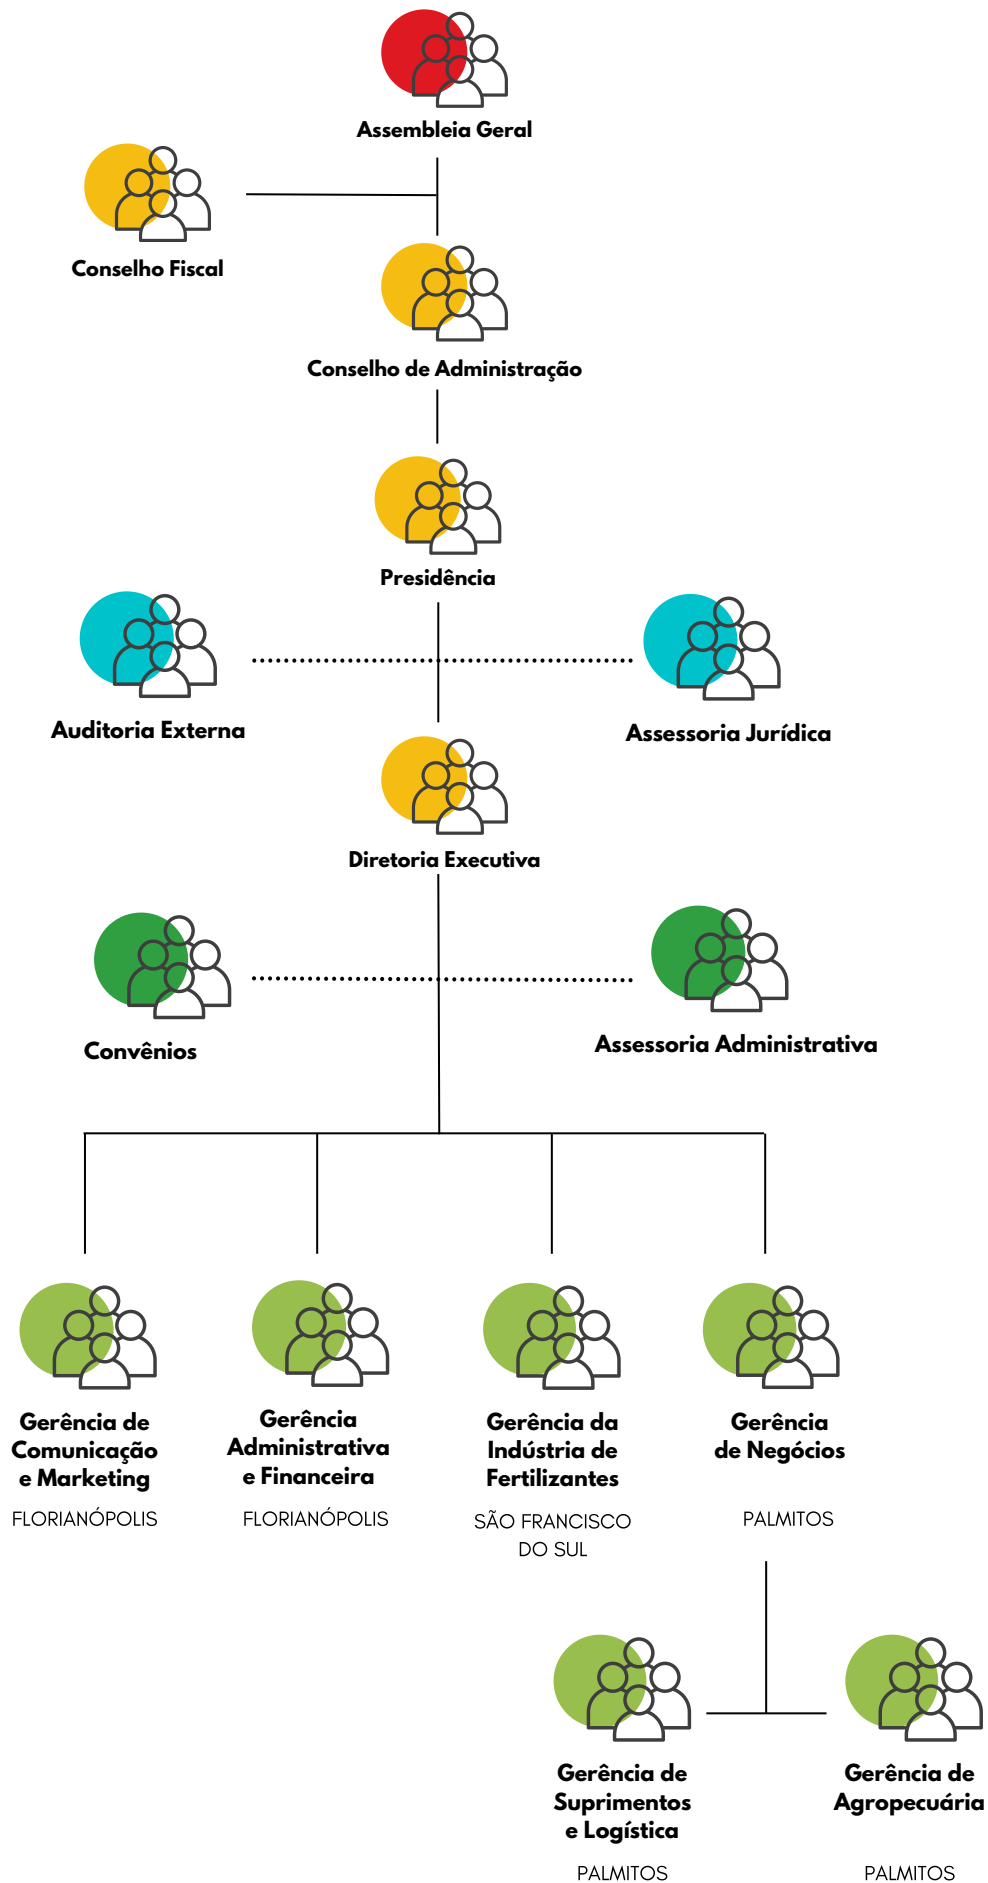 Assembleia Geral
Conselho Fiscal
Conselho de Administração
Presidência
Auditoria Externa
Assessoria Jurídica
Diretoria Executiva
Convênios
Assessoria Administrativa
Gerência de
Comunicação
e Marketing
FLORIANÓPOLIS
Gerência
Administrativa
e Financeira
FLORIANÓPOLIS
Gerência da
Indústria de
Fertilizantes
SÃO FRANCISCO
DO SUL
Gerência
de Negócios
PALMITOS
Gerência de
Suprimentos
e Logística
PALMITOS
Gerência de
Agropecuária
PALMITOS